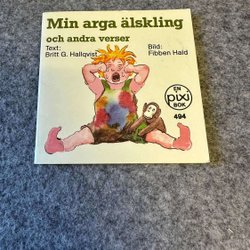 Min arga älskling
och andra verser
Text: Bild:
Britt G. Hallqvist Fibben Hald
EN
pixi
BOK
494